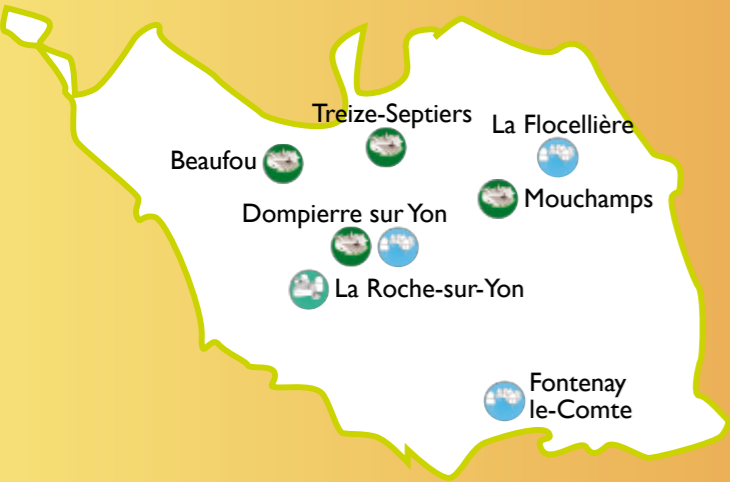 Treize-Septiers
La Flocellière
Beaufou
Mouchamps
Dompierre sur Yon
La Roche-sur-Yon
Fontenay
le-Comte